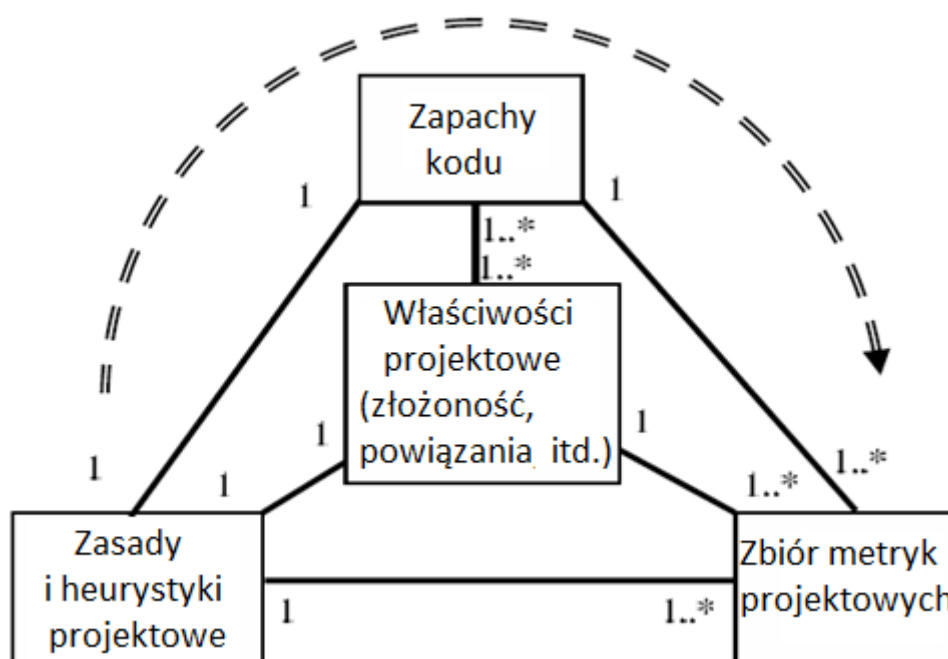 Zapachy
kodu
1
1
1..*
1..*
Właściwości
projektowe
(złożoność,
powiązania itd.)
1
1
1
1
1..*
1..*
Zasady
i heurystyki
projektowe
Zbiór metryk
projektowych
1
1..*